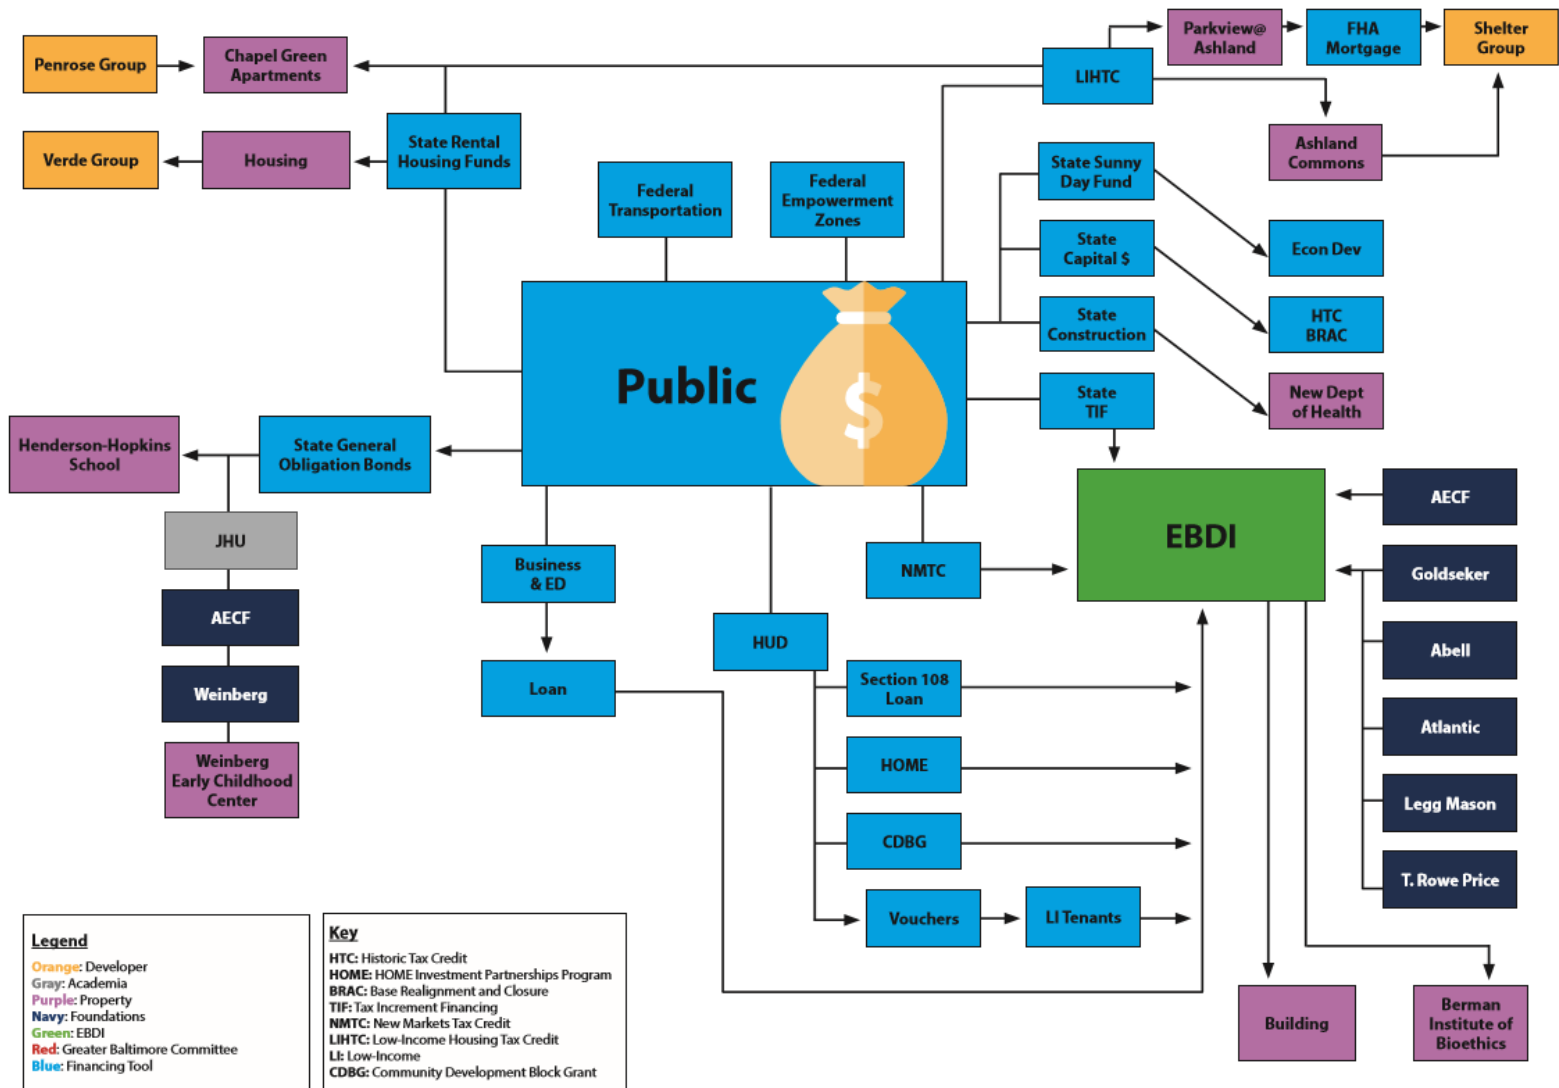 Penrose Group
Chapel Green
Apartments
LIHTC
Parkview@
Ashland
FHA
Mortgage
Shelter
Group
Verde Group
Housing
State Rental
Housing Funds
Ashland
Commons
Federal
Transportation
Federal
Empowerment
Zones
State Sunny
Day Fund
State
Capital $
Econ Dev
State
Construction
HTC
BRAC
Public
$
State
TIF
New Dept
of Health
Henderson-Hopkins
School
State General
Obligation Bonds
JHU
AECF
Weinberg
Weinberg
Early Childhood
Center
Business
& ED
Loan
HUD
NMTC
EBDI
AECF
Goldseker
Abell
Atlantic
Legg Mason
T. Rowe Price
Section 108
Loan
HOME
CDBG
Vouchers
LI Tenants
Building
Berman
Institute of
Bioethics
Legend
Orange: Developer
Gray: Academia
Purple: Property
Navy: Foundations
Green: EBDI
Red: Greater Baltimore Committee
Blue: Financing Tool
Key
HTC: Historic Tax Credit
HOME: HOME Investment Partnerships Program
BRAC: Base Realignment and Closure
TIF: Tax Increment Financing
NMTC: New Markets Tax Credit
LIHTC: Low-Income Housing Tax Credit
LI: Low-Income
CDBG: Community Development Block Grant